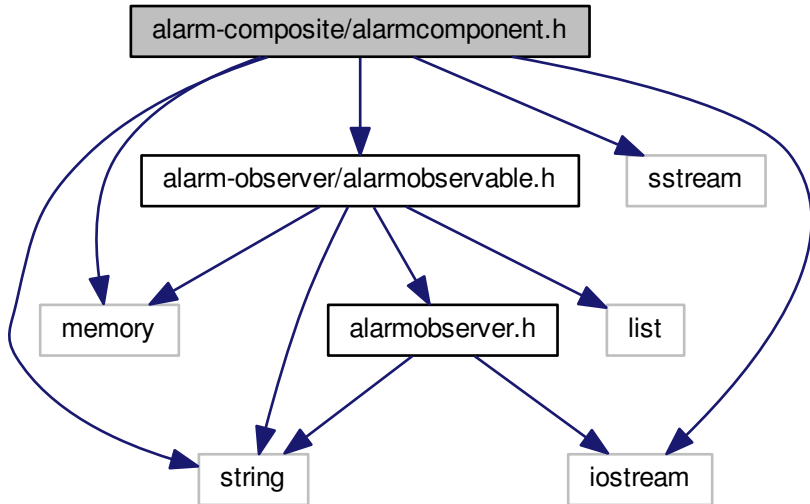 alarm-composite/alarmcomponent.h
alarm-observer/alarmobservable.h
sstream
memory
alarmobserver.h
list
string
iostream